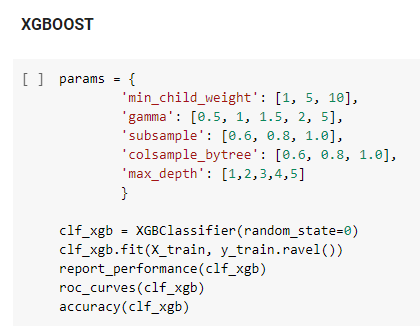 XGBOOST
[ ] params = {
'min_child_weight': [1, 5, 10],
'gamma': [0.5, 1, 1.5, 2, 5],
'subsample': [0.6, 0.8, 1.0],
'colsample_bytree': [0.6, 0.8, 1.0],
'max_depth': [1,2,3,4,5]
}
clf_xgb = XGBClassifier(random_state=0)
clf_xgb.fit(X_train, y_train.ravel())
report_performance(clf_xgb)
roc_curves(clf_xgb)
accuracy(clf_xgb)